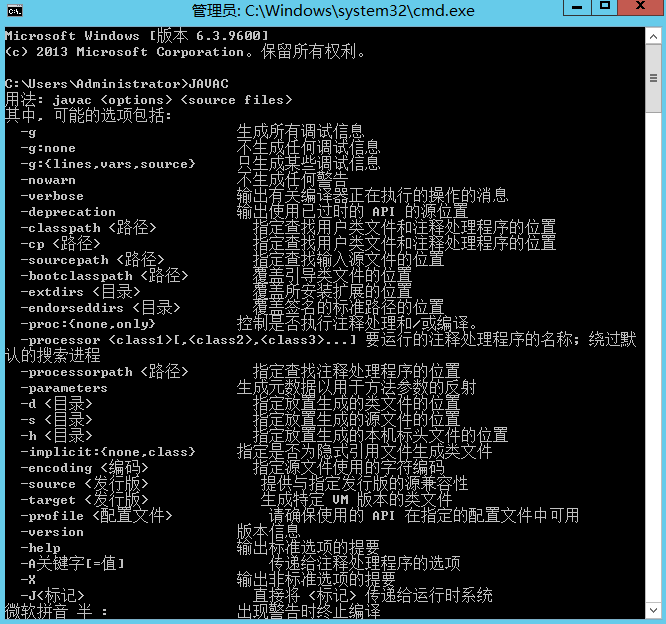 管理员: C:\Windows\system32\cmd.exe
Microsoft Windows [版本 6.3.9600]
(c) 2013 Microsoft Corporation。保留所有权利。
C:\Users\Administrator>JAVAC
用法: javac <options> <source files>
其中, 可能的选项包括:
-g 生成所有调试信息
-g:none 不生成任何调试信息
-g:{lines,vars,source} 只生成某些调试信息
-nowarn 不生成任何警告
-verbose 输出有关编译器正在执行的操作的消息
-deprecation 输出使用已过时的 API 的源位置
-classpath <路径> 指定查找用户类文件和注释处理程序的位置
-cp <路径> 指定查找用户类文件和注释处理程序的位置
-sourcepath <路径> 指定查找输入源文件的位置
-bootclasspath <路径> 覆盖引导类文件的位置
-extdirs <目录> 覆盖所安装扩展的位置
-endorseddirs <目录> 覆盖签名的标准路径的位置
-proc:{none,only} 控制是否执行注释处理和/或编译。
-processor <class1>[,<class2>,<class3>...] 要运行的注释处理程序的名称; 绕过默
认的搜索进程
-processorpath <路径> 指定查找注释处理程序的位置
-parameters 生成元数据以用于方法参数的反射
-d <目录> 指定放置生成的类文件的位置
-s <目录> 指定放置生成的源文件的位置
-h <目录> 指定放置生成的本机标头文件的位置
-implicit:{none,class} 指定是否为隐式引用文件生成类文件
-encoding <编码> 指定源文件使用的字符编码
-source <发行版> 提供与指定发行版的源兼容性
-target <发行版> 生成特定 VM 版本的类文件
-profile <配置文件> 请确保使用的 API 在指定的配置文件中可用
-version 版本信息
-help 输出标准选项的提要
-A关键字[=值] 传递给注释处理程序的选项
-X 输出非标准选项的提要
-J<标记> 直接将 <标记> 传递给运行时系统
微软拼音 半 : 出现警告时终止编译